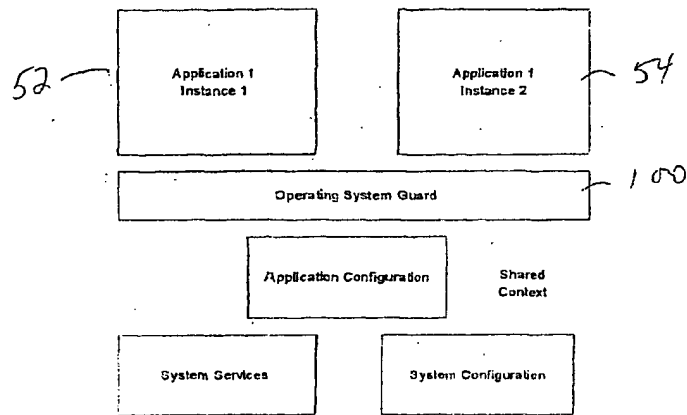 52
Application 1
Instance 1
Application 1
Instance 2
54
Operating System Guard
100
Application Configuration
Shared
Context
System Services
System Configuration